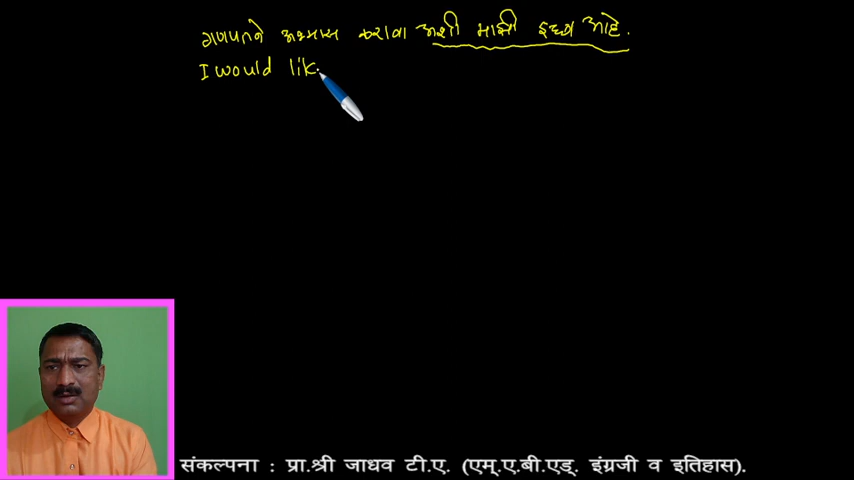 गणपतने अभ्यास करावा अशी माझी इच्छा आहे.
I would lik
संकल्पना : प्रा.श्री जाधव टी.ए. (एम्.ए.बी.एड्. इंग्रजी व इतिहास).